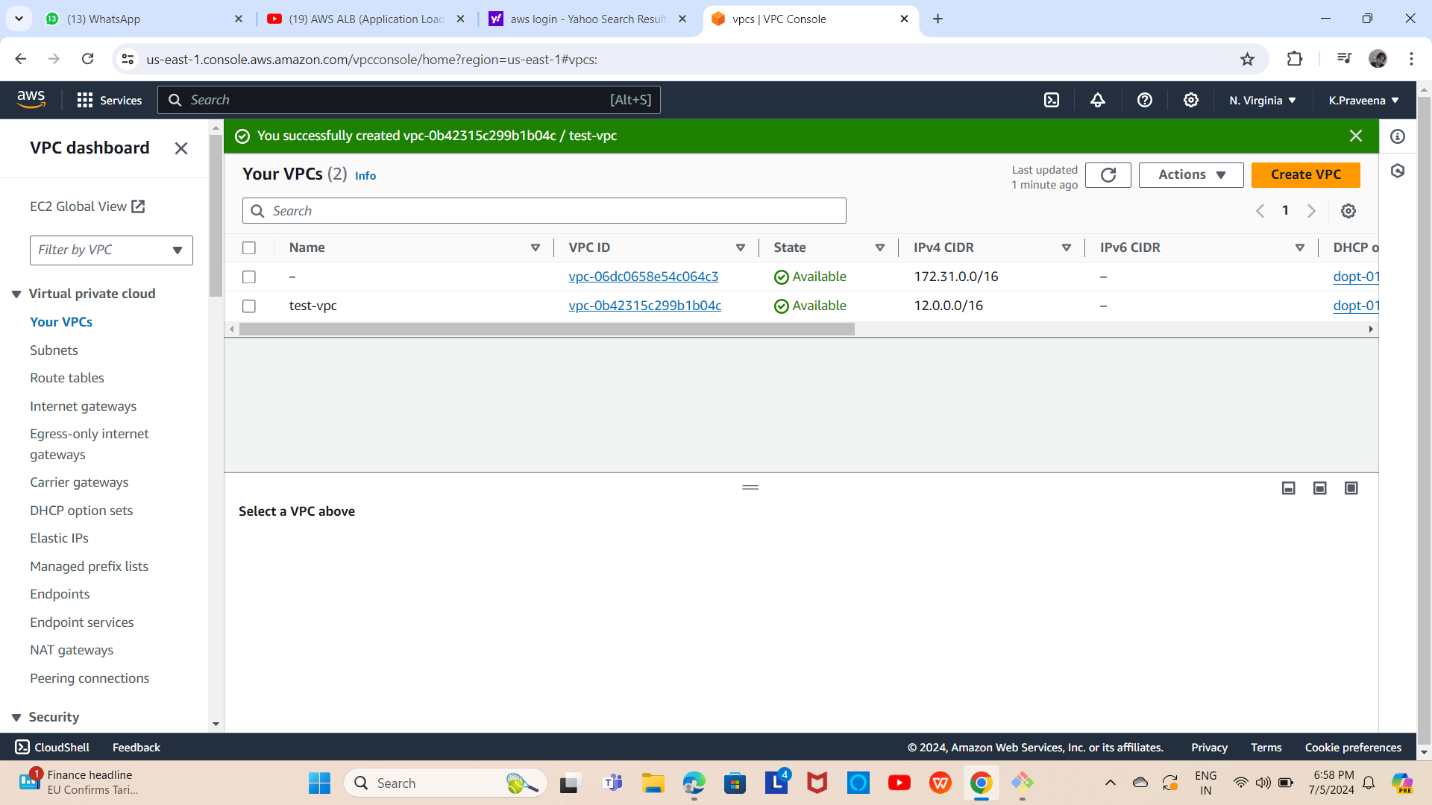 (13) WhatsApp
(19) AWS ALB (Application Load
aws login - Yahoo Search Result
vpcs | VPC Console
us-east-1.console.aws.amazon.com/vpcconsole/home?region=us-east-1#vpcs:
aws
Services
Search
[Alt+S]
N. Virginia
K.Praveena
VPC dashboard
EC2 Global View
Filter by VPC
Virtual private cloud
Your VPCs
Subnets
Route tables
Internet gateways
Egress-only internet
gateways
Carrier gateways
DHCP option sets
Elastic IPs
Managed prefix lists
Endpoints
Endpoint services
NAT gateways
Peering connections
Security
You successfully created vpc-0b42315c299b1b04c / test-vpc
Your VPCs (2) Info
Last updated
1 minute ago
Actions
Create VPC
Search
1
Name VPC ID State IPv4 CIDR IPv6 CIDR DHCP o
– vpc-06dc0658e54c064c3 Available 172.31.0.0/16 – dopt-01
test-vpc vpc-0b42315c299b1b04c Available 12.0.0.0/16 – dopt-01
Select a VPC above
CloudShell Feedback
© 2024, Amazon Web Services, Inc. or its affiliates. Privacy Terms Cookie preferences
1
Finance headline
EU Confirms Tari...
Search
L
4
W
ENG
IN
6:58 PM
7/5/2024
PRE